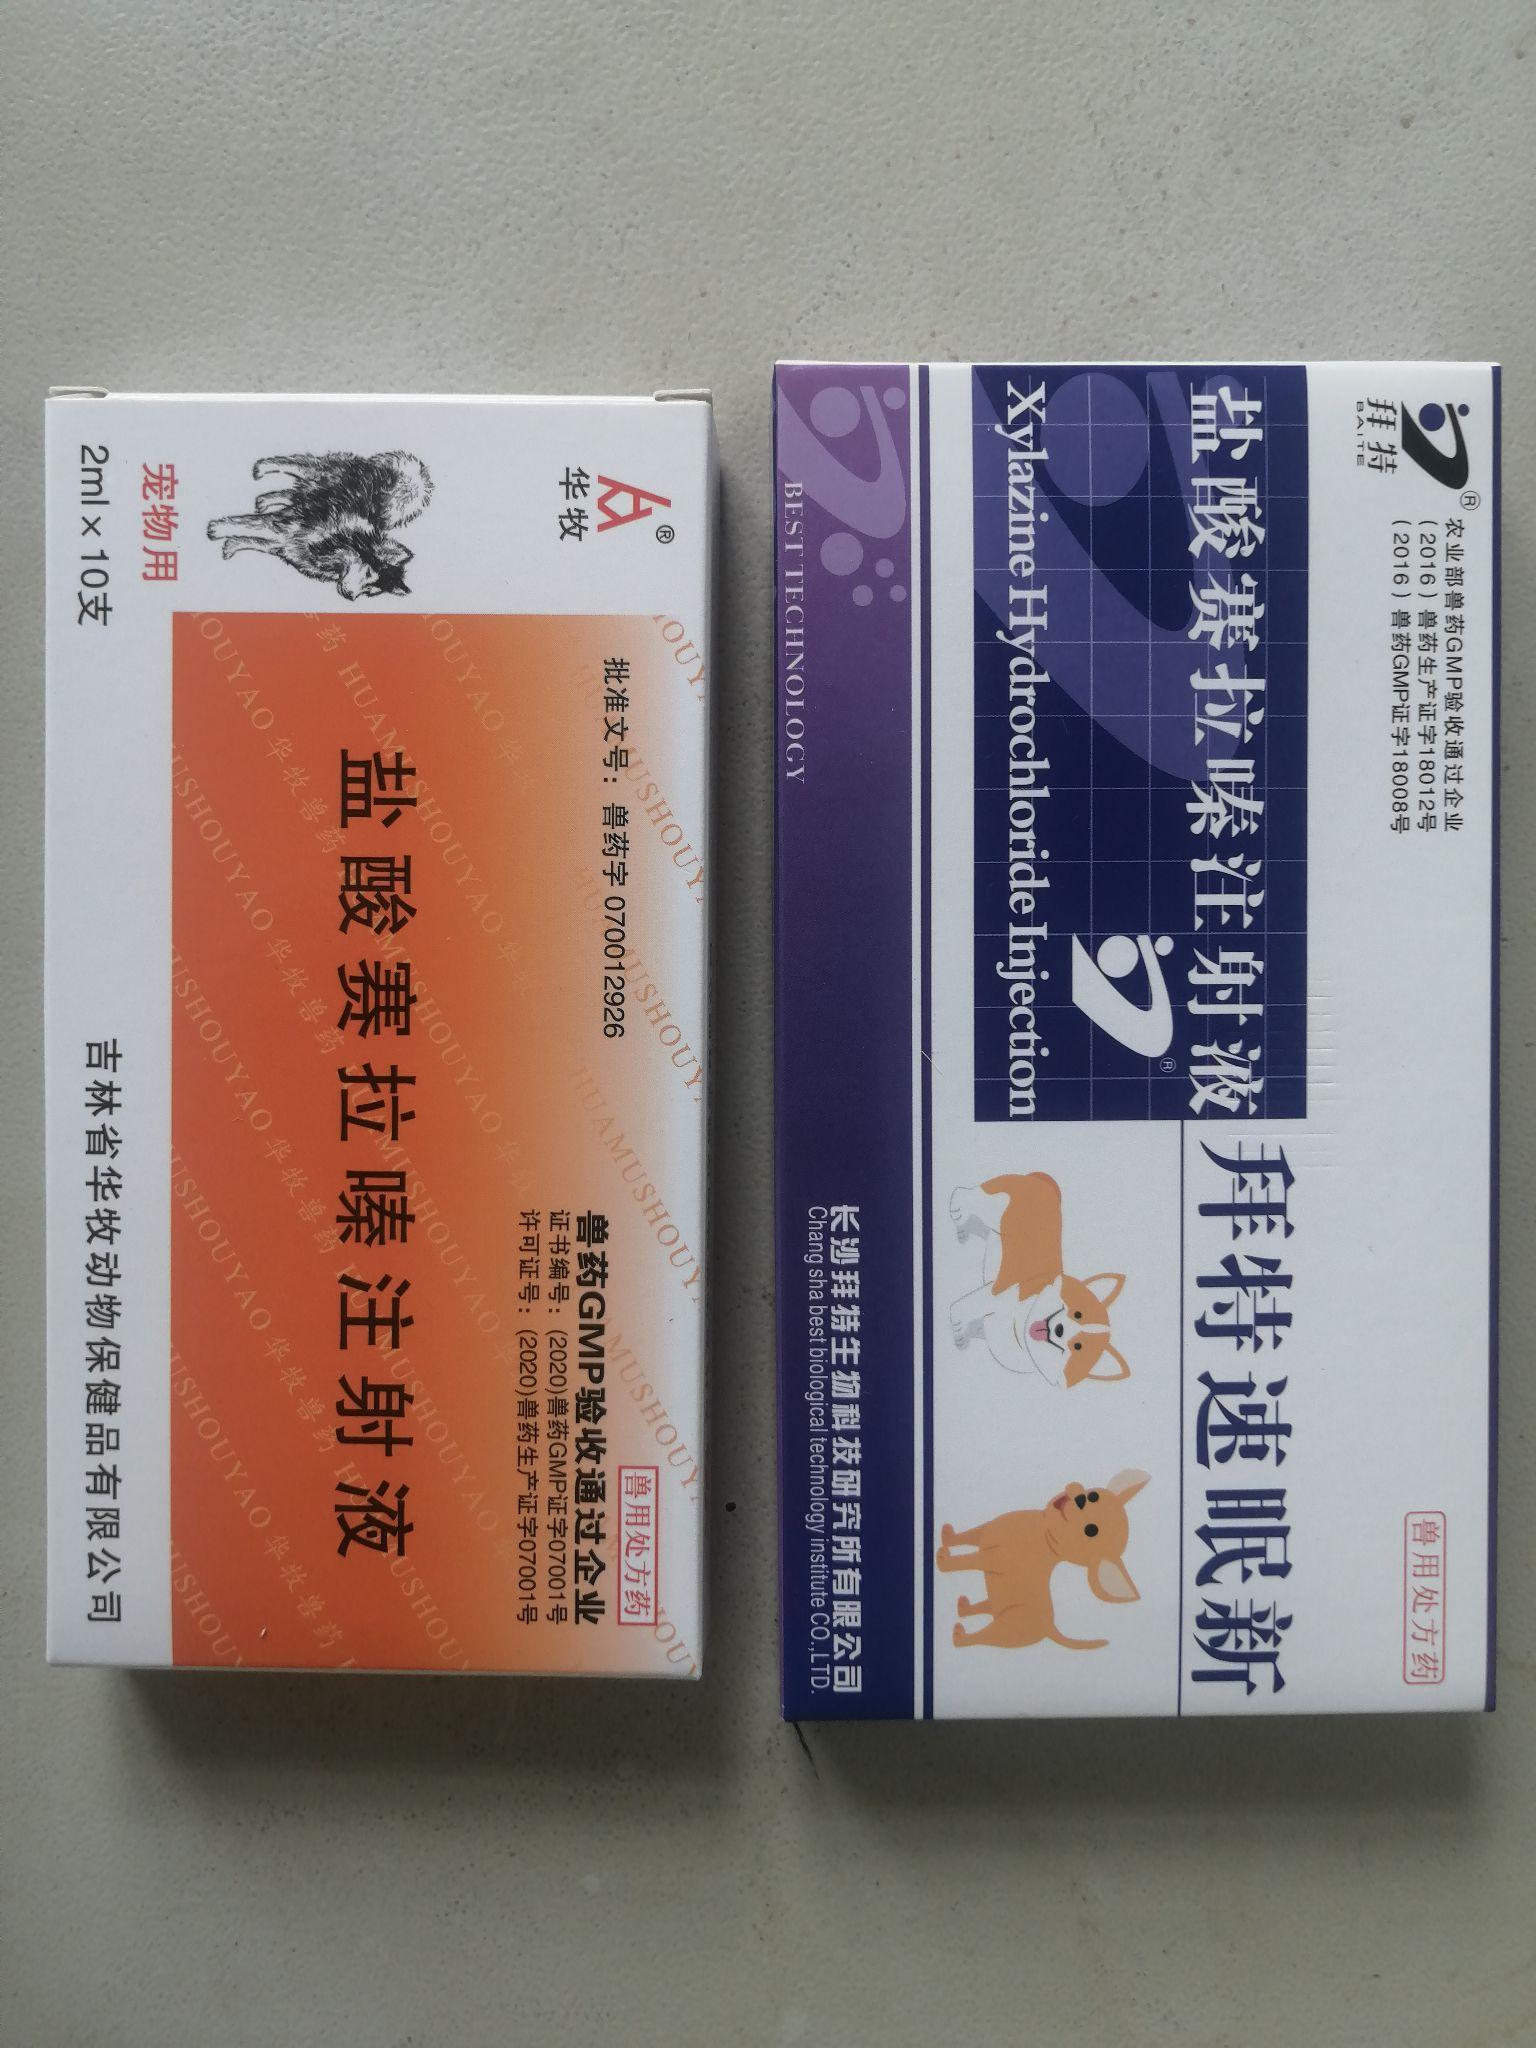 华牧
®
宠物用
2ml×10支
批准文号：兽药字 070012926
盐酸赛拉嗪注射液
兽用处方药
兽药GMP验收通过企业
证书编号：(2020)兽药GMP证字07001号
许可证号：(2020)兽药生产证字07001号
吉林省华牧动物保健品有限公司
拜特
BAITE
®
农业部兽药GMP验收通过企业
（2016）兽药生产证字18012号
（2016）兽药GMP证字18008号
兽用处方药
盐酸赛拉嗪注射液
Xylazine Hydrochloride Injection
®
拜特速眠新
BEST TECHNOLOGY
长沙拜特生物科技研究所有限公司
Chang sha best biological technology institute CO.,LTD.